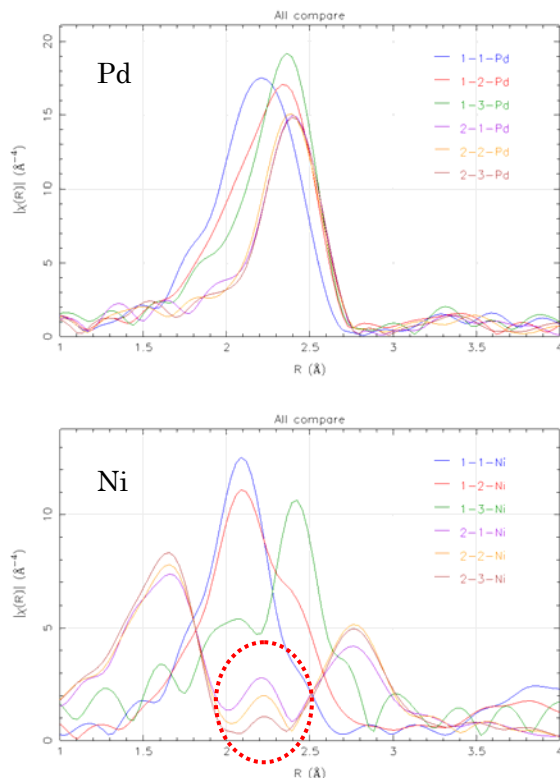 All compare
Pd
1-1-Pd
1-2-Pd
1-3-Pd
2-1-Pd
2-2-Pd
2-3-Pd
|χ(R)| (Å⁻⁴)
20
15
10
5
0
1 1.5 2 2.5 3 3.5 4
R (Å)
All compare
Ni
1-1-Ni
1-2-Ni
1-3-Ni
2-1-Ni
2-2-Ni
2-3-Ni
|χ(R)| (Å⁻⁴)
10
5
0
1 1.5 2 2.5 3 3.5 4
R (Å)